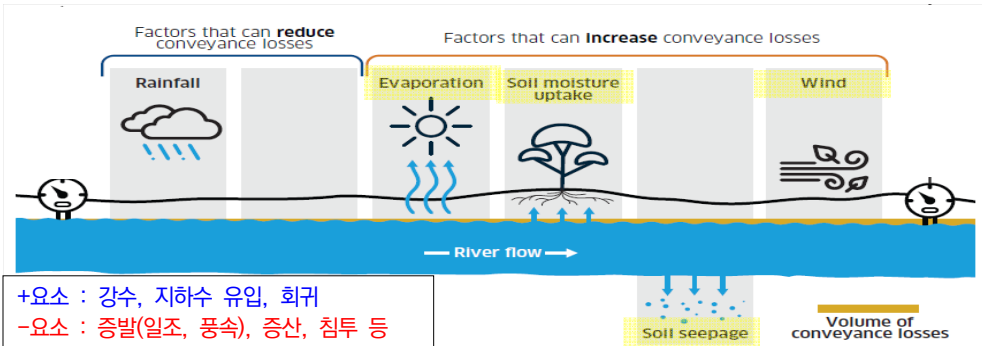 Factors that can reduce
conveyance losses
Factors that can increase conveyance losses
Rainfall
Evaporation
Soil moisture
uptake
Wind
River flow
+요소 : 강수, 지하수 유입, 회귀
-요소 : 증발(일조, 풍속), 증산, 침투 등
Soil seepage
Volume of
conveyance losses